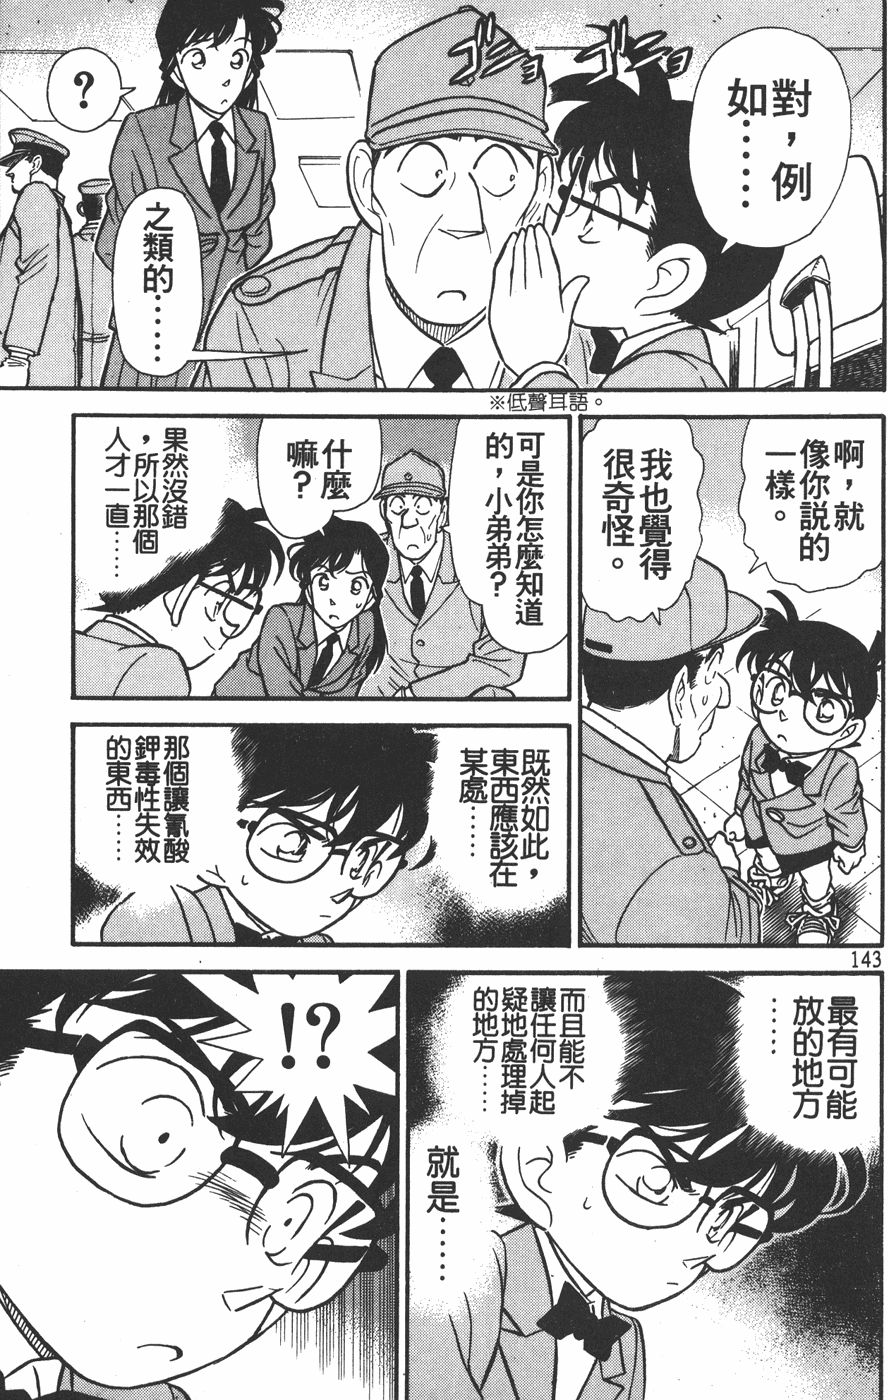 對，例
如……
ゴニョ
ゴニョ
？
之類的……
※低聲耳語。
啊，就
像你說的
一樣。
我也覺得
很奇怪。
可是你怎麼知道
的，小弟弟？
什麼
嘛？
果然沒錯
，所以那個
人才一直……
既然如此，
東西應該在
某處……
那個讓氰酸
鉀毒性失效
的東西……
143
最有可能
放的地方
……
而且能不
讓任何人起
疑地處理掉
的地方……
就是……
!?